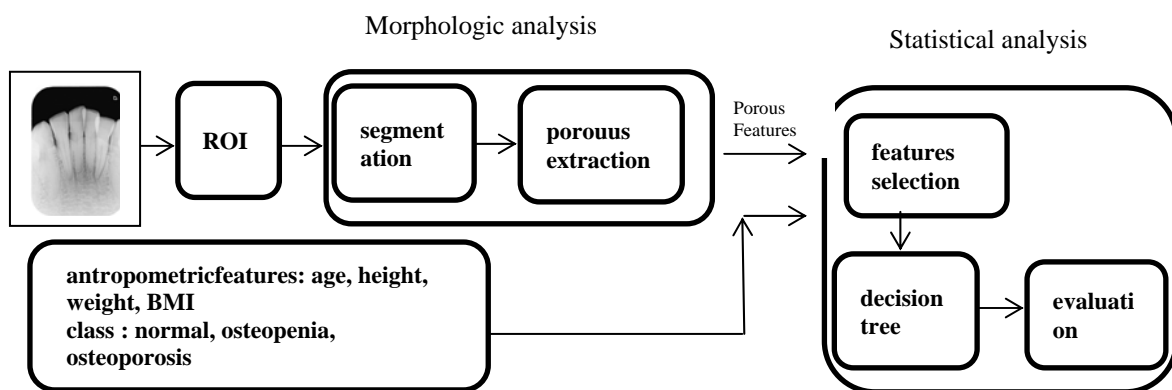 Morphologic analysis
Statistical analysis
ROI
segment
ation
porouus
extraction
Porous
Features
features
selection
antropometricfeatures: age, height,
weight, BMI
class : normal, osteopenia,
osteoporosis
decision
tree
evaluati
on